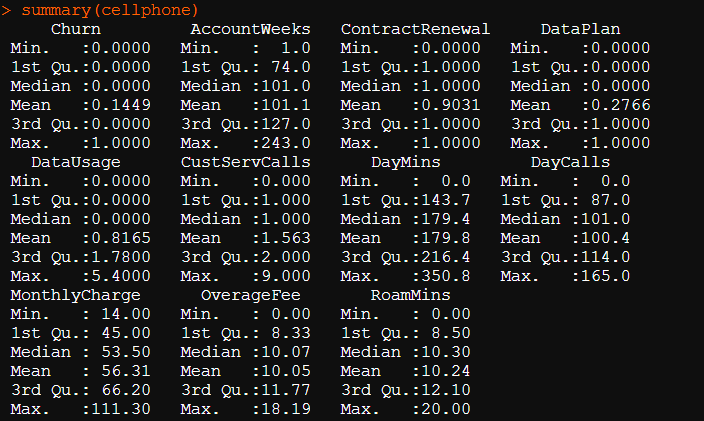 > summary(cellphone)
     Churn         AccountWeeks   ContractRenewal     DataPlan
 Min.   :0.0000   Min.   :  1.0   Min.   :0.0000   Min.   :0.0000
 1st Qu.:0.0000   1st Qu.: 74.0   1st Qu.:1.0000   1st Qu.:0.0000
 Median :0.0000   Median :101.0   Median :1.0000   Median :0.0000
 Mean   :0.1449   Mean   :101.1   Mean   :0.9031   Mean   :0.2766
 3rd Qu.:0.0000   3rd Qu.:127.0   3rd Qu.:1.0000   3rd Qu.:1.0000
 Max.   :1.0000   Max.   :243.0   Max.   :1.0000   Max.   :1.0000
   DataUsage      CustServCalls      DayMins         DayCalls
 Min.   :0.0000   Min.   :0.000   Min.   :  0.0   Min.   :  0.0
 1st Qu.:0.0000   1st Qu.:1.000   1st Qu.:143.7   1st Qu.: 87.0
 Median :0.0000   Median :1.000   Median :179.4   Median :101.0
 Mean   :0.8165   Mean   :1.563   Mean   :179.8   Mean   :100.4
 3rd Qu.:1.7800   3rd Qu.:2.000   3rd Qu.:216.4   3rd Qu.:114.0
 Max.   :5.4000   Max.   :9.000   Max.   :350.8   Max.   :165.0
 MonthlyCharge      OverageFee       RoamMins
 Min.   : 14.00   Min.   : 0.00   Min.   : 0.00
 1st Qu.: 45.00   1st Qu.: 8.33   1st Qu.: 8.50
 Median : 53.50   Median :10.07   Median :10.30
 Mean   : 56.31   Mean   :10.05   Mean   :10.24
 3rd Qu.: 66.20   3rd Qu.:11.77   3rd Qu.:12.10
 Max.   :111.30   Max.   :18.19   Max.   :20.00